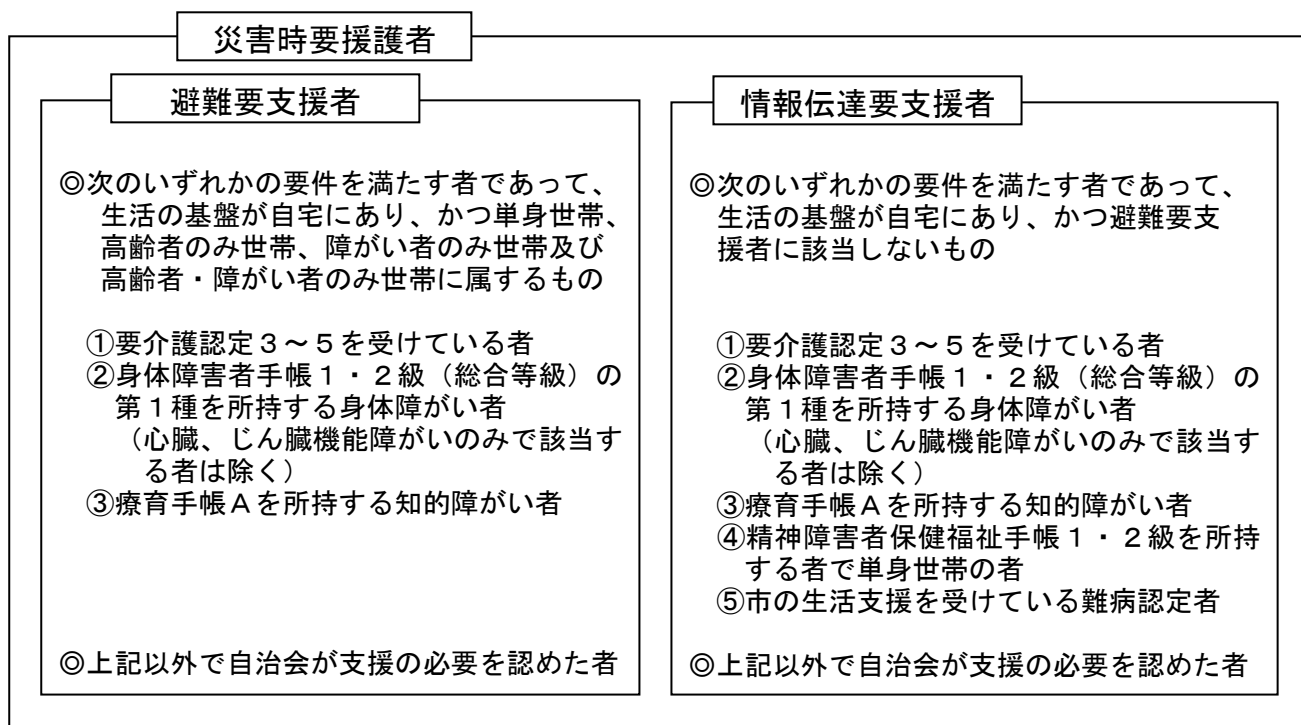 災害時要援護者
避難要支援者
◎次のいずれかの要件を満たす者であって、
生活の基盤が自宅にあり、かつ単身世帯、
高齢者のみ世帯、障がい者のみ世帯及び
高齢者・障がい者のみ世帯に属するもの
①要介護認定３～５を受けている者
②身体障害者手帳１・２級（総合等級）の
第１種を所持する身体障がい者
（心臓、じん臓機能障がいのみで該当す
る者は除く）
③療育手帳Ａを所持する知的障がい者
◎上記以外で自治会が支援の必要を認めた者
情報伝達要支援者
◎次のいずれかの要件を満たす者であって、
生活の基盤が自宅にあり、かつ避難要支
援者に該当しないもの
①要介護認定３～５を受けている者
②身体障害者手帳１・２級（総合等級）の
第１種を所持する身体障がい者
（心臓、じん臓機能障がいのみで該当す
る者は除く）
③療育手帳Ａを所持する知的障がい者
④精神障害者保健福祉手帳１・２級を所持
する者で単身世帯の者
⑤市の生活支援を受けている難病認定者
◎上記以外で自治会が支援の必要を認めた者